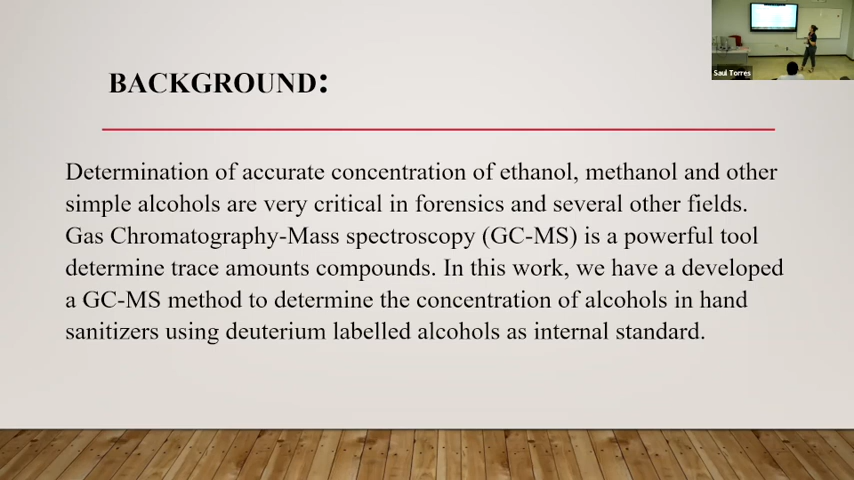 BACKGROUND:
Determination of accurate concentration of ethanol, methanol and other
simple alcohols are very critical in forensics and several other fields.
Gas Chromatography-Mass spectroscopy (GC-MS) is a powerful tool
determine trace amounts compounds. In this work, we have a developed
a GC-MS method to determine the concentration of alcohols in hand
sanitizers using deuterium labelled alcohols as internal standard.
Saul Torres